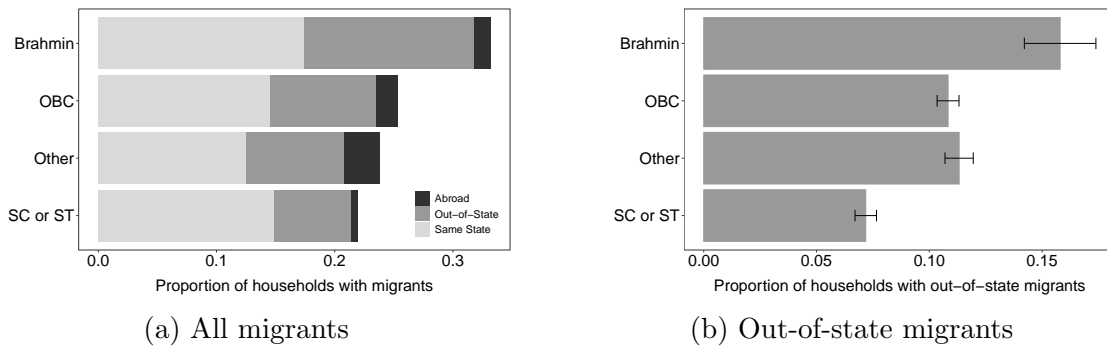 Brahmin
OBC
Other
SC or ST
Abroad
Out−of−State
Same State
0.0 0.1 0.2 0.3
Proportion of households with migrants
(a) All migrants
Brahmin
OBC
Other
SC or ST
0.00 0.05 0.10 0.15
Proportion of households with out−of−state migrants
(b) Out-of-state migrants